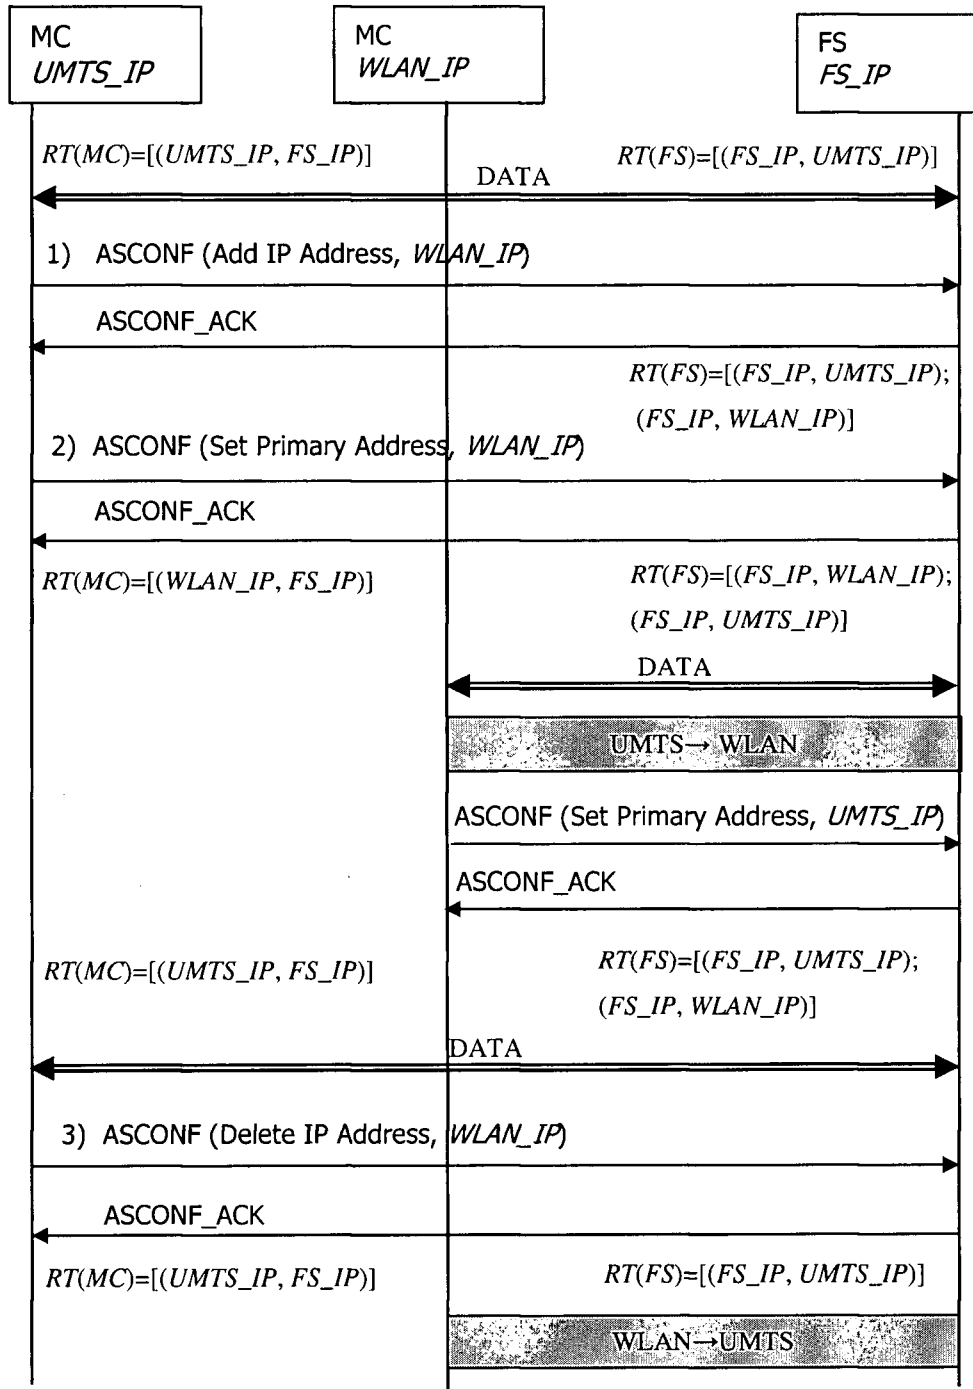 MC
UMTS_IP
MC
WLAN_IP
FS
FS_IP
RT(MC)=[(UMTS_IP, FS_IP)]
RT(FS)=[(FS_IP, UMTS_IP)]
DATA
1) ASCONF (Add IP Address, WLAN_IP)
ASCONF_ACK
RT(FS)=[(FS_IP, UMTS_IP);
(FS_IP, WLAN_IP)]
2) ASCONF (Set Primary Address, WLAN_IP)
ASCONF_ACK
RT(MC)=[(WLAN_IP, FS_IP)]
RT(FS)=[(FS_IP, WLAN_IP);
(FS_IP, UMTS_IP)]
DATA
UMTS→ WLAN
ASCONF (Set Primary Address, UMTS_IP)
ASCONF_ACK
RT(MC)=[(UMTS_IP, FS_IP)]
RT(FS)=[(FS_IP, UMTS_IP);
(FS_IP, WLAN_IP)]
DATA
3) ASCONF (Delete IP Address, WLAN_IP)
ASCONF_ACK
RT(MC)=[(UMTS_IP, FS_IP)]
RT(FS)=[(FS_IP, UMTS_IP)]
WLAN→UMTS